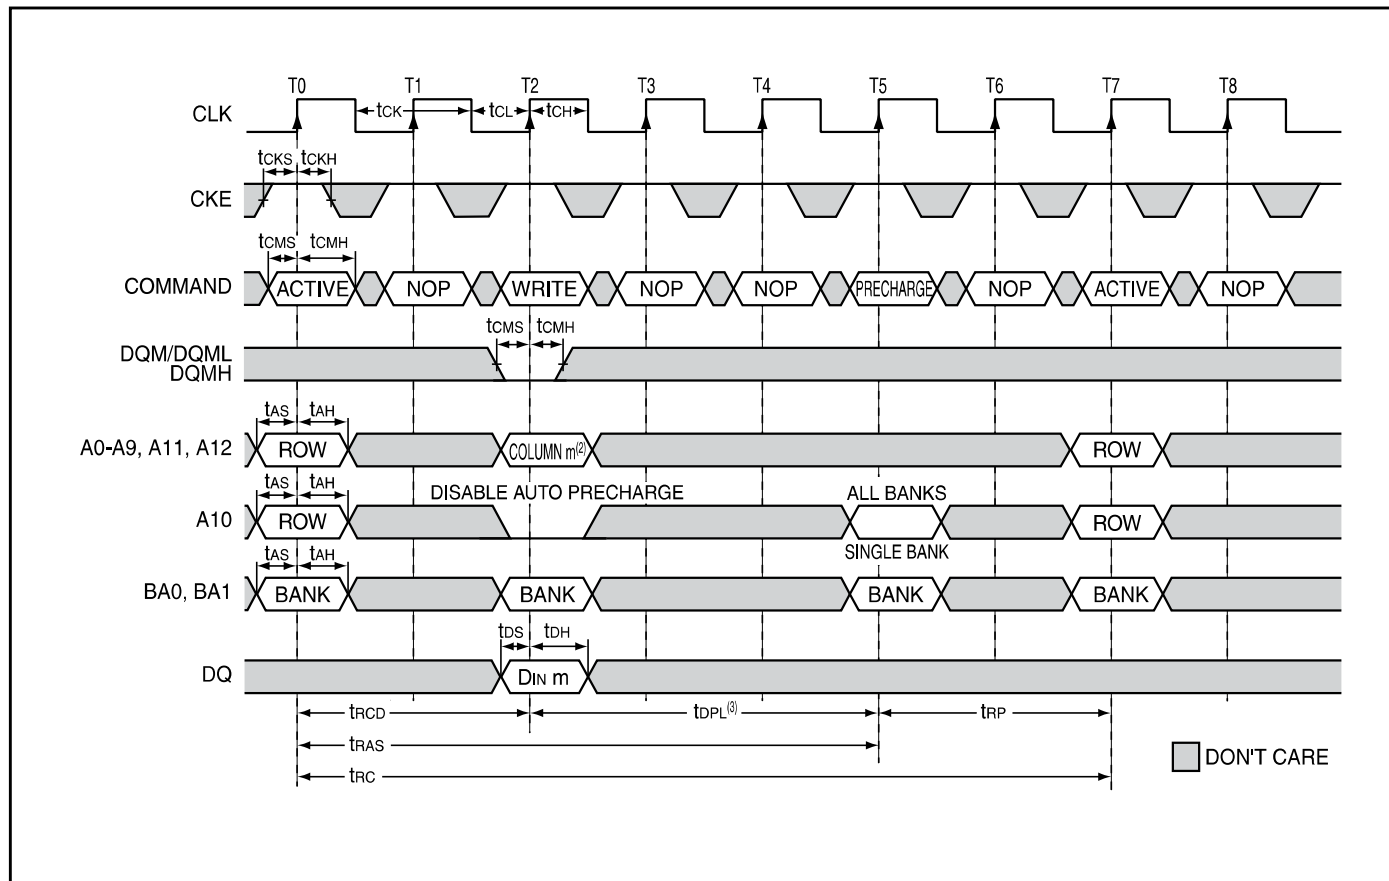 T0 T1 T2 T3 T4 T5 T6 T7 T8
CLK tCK tCL tCH
tCKS tCKH
CKE
tCMS tCMH
COMMAND ACTIVE NOP WRITE NOP NOP PRECHARGE NOP ACTIVE NOP
tCMS tCMH
DQM/DQML
DQMH
tAS tAH
A0-A9, A11, A12 ROW COLUMN m(2) ROW
tAS tAH DISABLE AUTO PRECHARGE ALL BANKS
A10 ROW ROW
tAS tAH SINGLE BANK
BA0, BA1 BANK BANK BANK BANK
tDS tDH
DQ DIN m
tRCD tDPL(3) tRP
tRAS
tRC
DON'T CARE